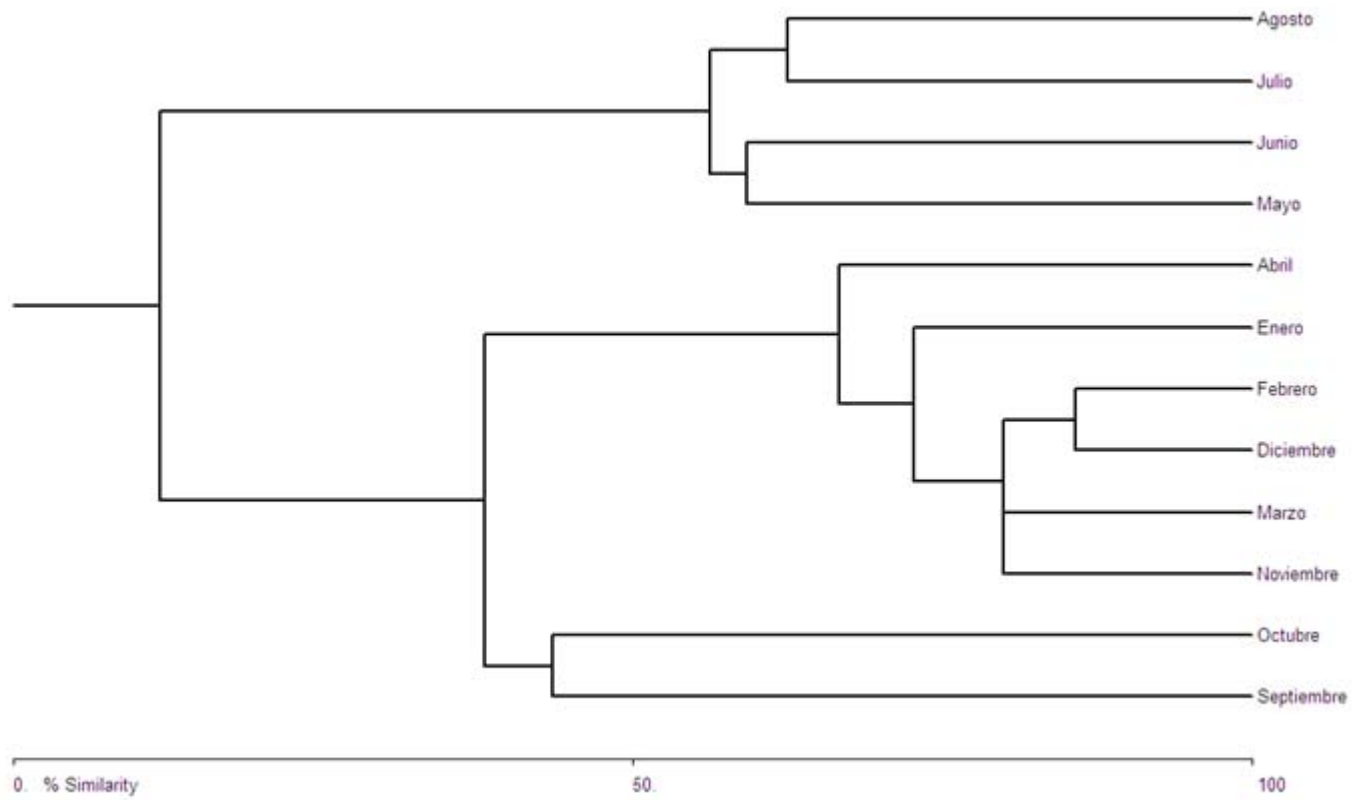 Agosto
Julio
Junio
Mayo
Abril
Enero
Febrero
Diciembre
Marzo
Noviembre
Octubre
Septiembre
0. % Similarity 50. 100